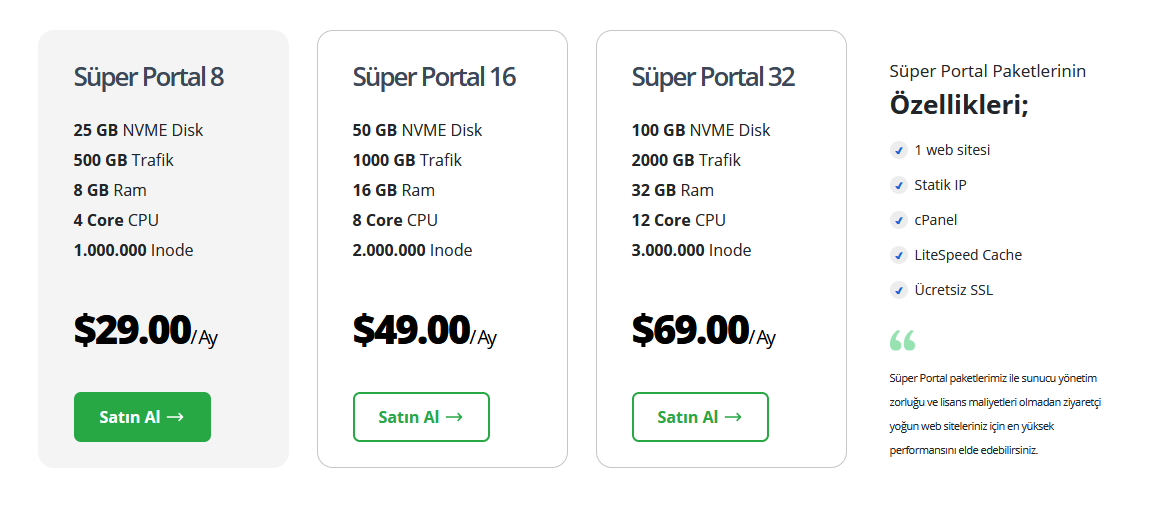 Süper Portal 8
25 GB NVME Disk
500 GB Trafik
8 GB Ram
4 Core CPU
1.000.000 Inode
$29.00/Ay
Satın Al →
Süper Portal 16
50 GB NVME Disk
1000 GB Trafik
16 GB Ram
8 Core CPU
2.000.000 Inode
$49.00/Ay
Satın Al →
Süper Portal 32
100 GB NVME Disk
2000 GB Trafik
32 GB Ram
12 Core CPU
3.000.000 Inode
$69.00/Ay
Satın Al →
Süper Portal Paketlerinin
Özellikleri;
1 web sitesi
Statik IP
cPanel
LiteSpeed Cache
Ücretsiz SSL
“
Süper Portal paketlerimiz ile sunucu yönetim
zorluğu ve lisans maliyetleri olmadan ziyaretçi
yoğun web siteleriniz için en yüksek
performansını elde edebilirsiniz.